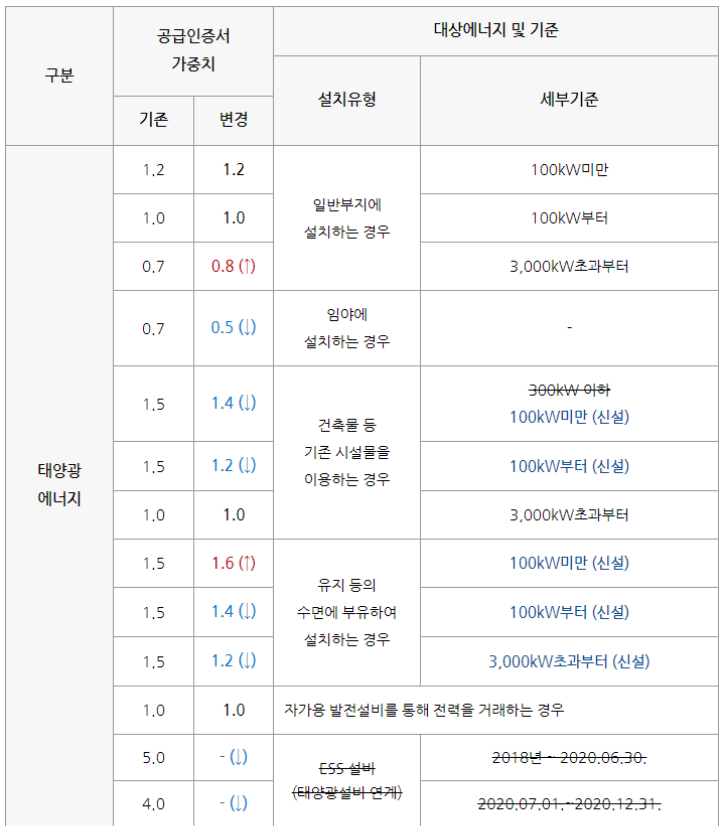 구분
공급인증서
가중치
대상에너지 및 기준
기존
변경
설치유형
세부기준
태양광
에너지
1.2
1.2
일반부지에
설치하는 경우
100kW미만
1.0
1.0
100kW부터
0.7
0.8 (↑)
3,000kW초과부터
0.7
0.5 (↓)
임야에
설치하는 경우
-
1.5
1.4 (↓)
건축물 등
기존 시설물을
이용하는 경우
300kW 이하
100kW미만 (신설)
1.5
1.2 (↓)
100kW부터 (신설)
1.0
1.0
3,000kW초과부터
1.5
1.6 (↑)
유지 등의
수면에 부유하여
설치하는 경우
100kW미만 (신설)
1.5
1.4 (↓)
100kW부터 (신설)
1.5
1.2 (↓)
3,000kW초과부터 (신설)
1.0
1.0
자가용 발전설비를 통해 전력을 거래하는 경우
5.0
- (↓)
ESS 설비
(태양광설비 연계)
2018년 ~ 2020.06.30.
4.0
- (↓)
2020.07.01.~2020.12.31.